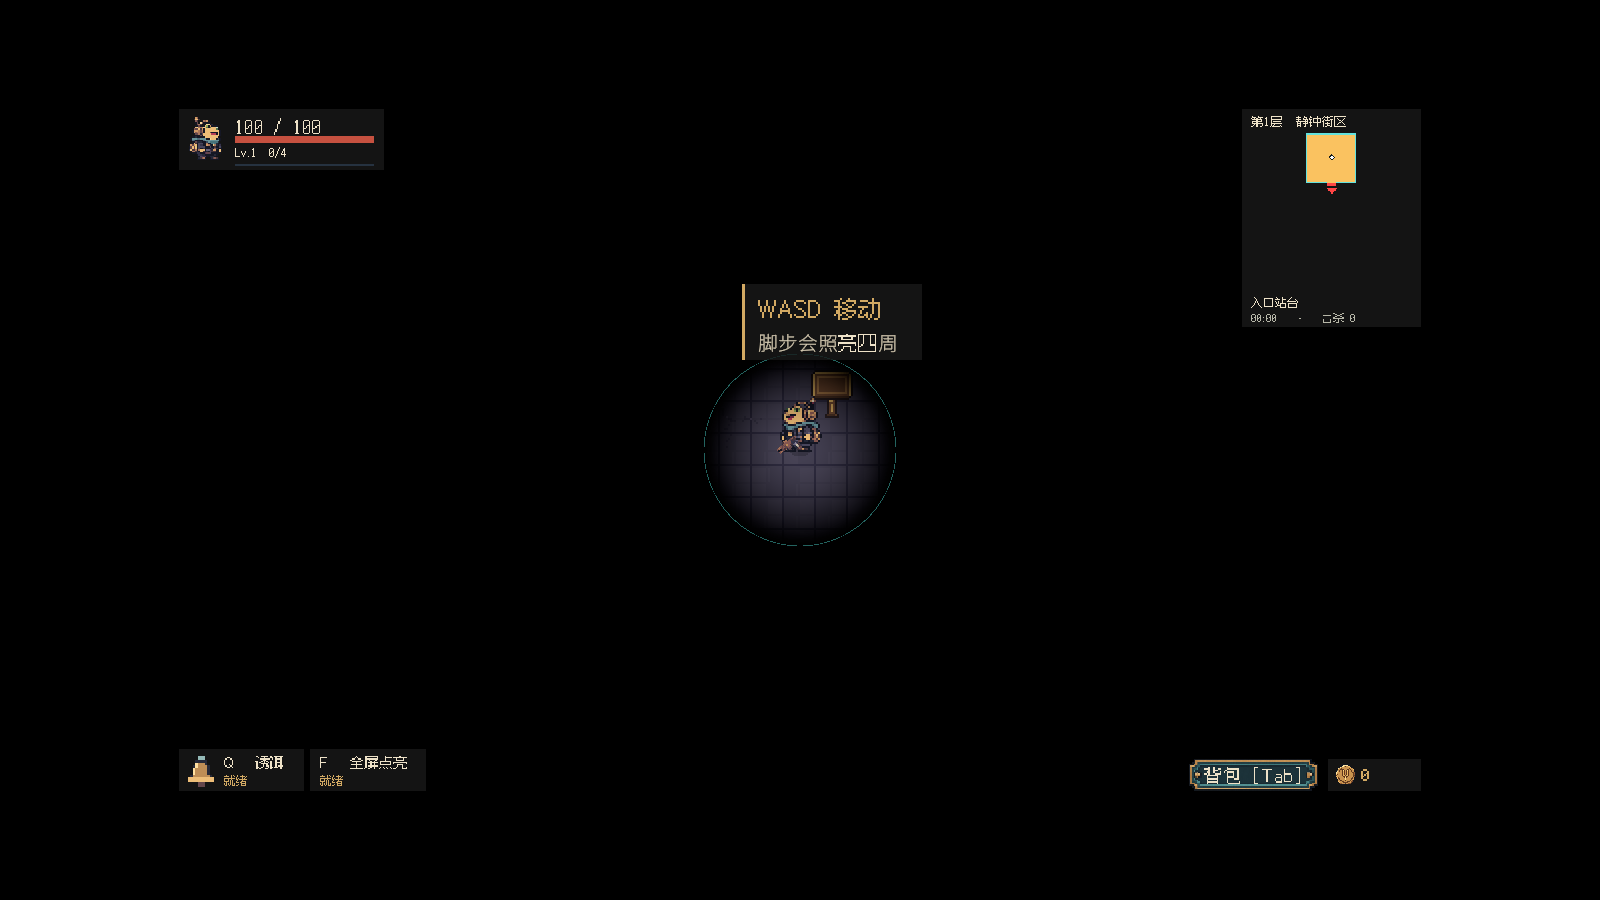 100 / 100
Lv.1 0/4
第1层 静钟街区
入口站台
00:00 - 已杀 0
WASD 移动
脚步会照亮四周
Q 诱饵
就绪
F 全屏点亮
就绪
背包 [Tab]
0